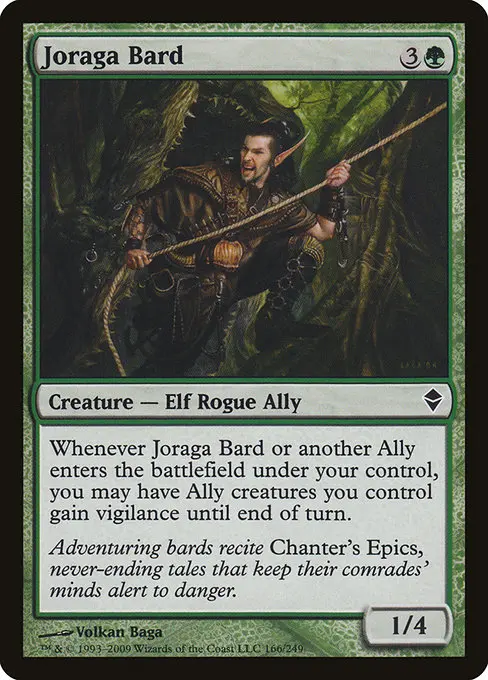 Joraga Bard 3
Creature — Elf Rogue Ally
Whenever Joraga Bard or another Ally
enters the battlefield under your control,
you may have Ally creatures you control
gain vigilance until end of turn.
Adventuring bards recite Chanter's Epics,
never-ending tales that keep their comrades'
minds alert to danger.
1/4
Volkan Baga
™ & © 1993–2009 Wizards of the Coast LLC 166/249